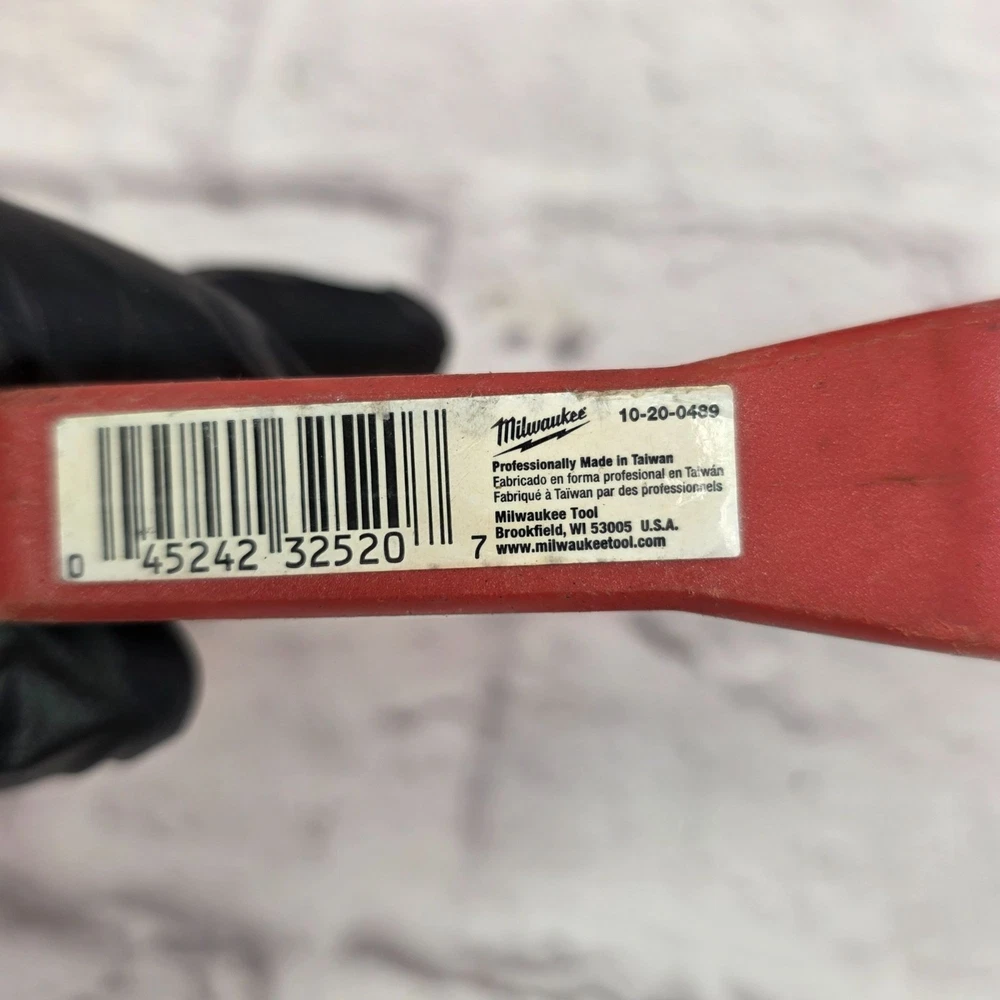 Milwaukee
10-20-0489
Professionally Made in Taiwan
Fabricado en forma profesional en Taiwán
Fabriqué à Taïwan par des professionnels
Milwaukee Tool
Brookfield, WI 53005 U.S.A.
www.milwaukeetool.com
0 45242 32520 7